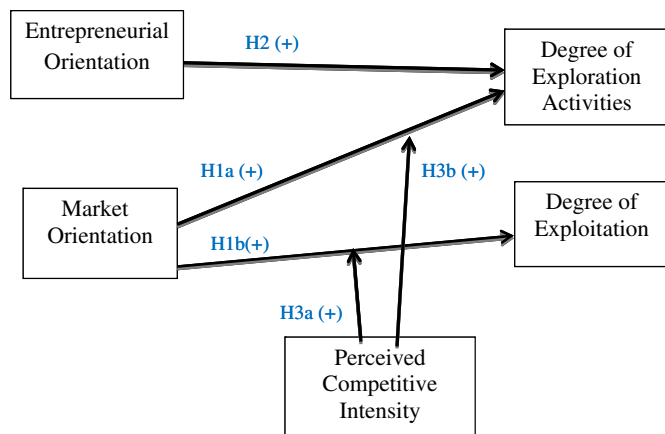 Entrepreneurial
Orientation
H2 (+)
Degree of
Exploration
Activities
H1a (+)
H3b (+)
Market
Orientation
H1b(+)
Degree of
Exploitation
H3a (+)
Perceived
Competitive
Intensity